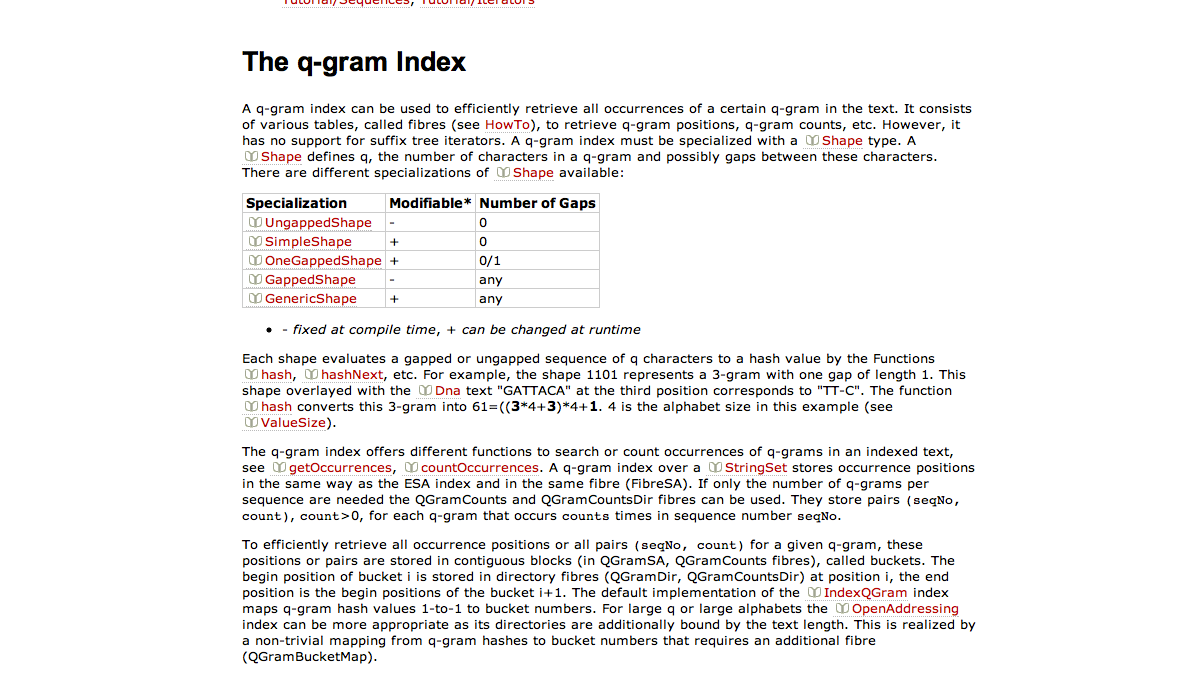 Tutorial/Sequences, Tutorial/Iterators
The q-gram Index
A q-gram index can be used to efficiently retrieve all occurrences of a certain q-gram in the text. It consists
of various tables, called fibres (see HowTo), to retrieve q-gram positions, q-gram counts, etc. However, it
has no support for suffix tree iterators. A q-gram index must be specialized with a Shape type. A
Shape defines q, the number of characters in a q-gram and possibly gaps between these characters.
There are different specializations of Shape available:
Specialization Modifiable* Number of Gaps
UngappedShape - 0
SimpleShape + 0
OneGappedShape + 0/1
GappedShape - any
GenericShape + any
• - fixed at compile time, + can be changed at runtime
Each shape evaluates a gapped or ungapped sequence of q characters to a hash value by the Functions
hash, hashNext, etc. For example, the shape 1101 represents a 3-gram with one gap of length 1. This
shape overlayed with the Dna text "GATTACA" at the third position corresponds to "TT-C". The function
hash converts this 3-gram into 61=((3*4+3)*4+1. 4 is the alphabet size in this example (see
ValueSize).
The q-gram index offers different functions to search or count occurrences of q-grams in an indexed text,
see getOccurrences, countOccurrences. A q-gram index over a StringSet stores occurrence positions
in the same way as the ESA index and in the same fibre (FibreSA). If only the number of q-grams per
sequence are needed the QGramCounts and QGramCountsDir fibres can be used. They store pairs (seqNo,
count), count>0, for each q-gram that occurs counts times in sequence number seqNo.
To efficiently retrieve all occurrence positions or all pairs (seqNo, count) for a given q-gram, these
positions or pairs are stored in contiguous blocks (in QGramSA, QGramCounts fibres), called buckets. The
begin position of bucket i is stored in directory fibres (QGramDir, QGramCountsDir) at position i, the end
position is the begin positions of the bucket i+1. The default implementation of the IndexQGram index
maps q-gram hash values 1-to-1 to bucket numbers. For large q or large alphabets the OpenAddressing
index can be more appropriate as its directories are additionally bound by the text length. This is realized by
a non-trivial mapping from q-gram hashes to bucket numbers that requires an additional fibre
(QGramBucketMap).